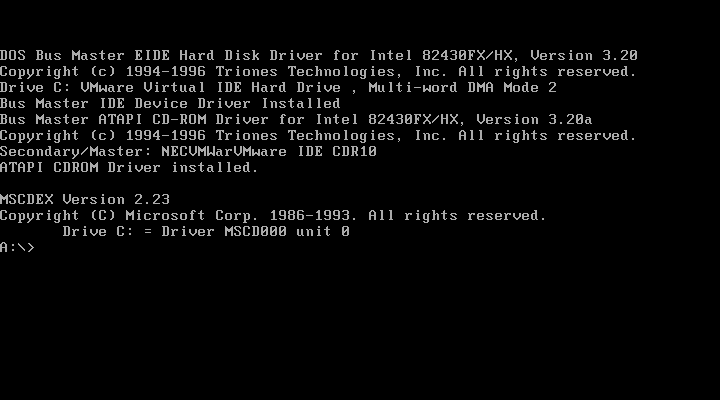 DOS Bus Master EIDE Hard Disk Driver for Intel 82430FX/HX, Version 3.20
Copyright (c) 1994-1996 Triones Technologies, Inc. All rights reserved.
Drive C: VMware Virtual IDE Hard Drive , Multi-word DMA Mode 2
Bus Master IDE Device Driver Installed
Bus Master ATAPI CD-ROM Driver for Intel 82430FX/HX, Version 3.20a
Copyright (c) 1994-1996 Triones Technologies, Inc. All rights reserved.
Secondary/Master: NECVMWarVMware IDE CDR10
ATAPI CDROM Driver installed.
MSCDEX Version 2.23
Copyright (C) Microsoft Corp. 1986-1993. All rights reserved.
Drive C: = Driver MSCD000 unit 0
A:\>